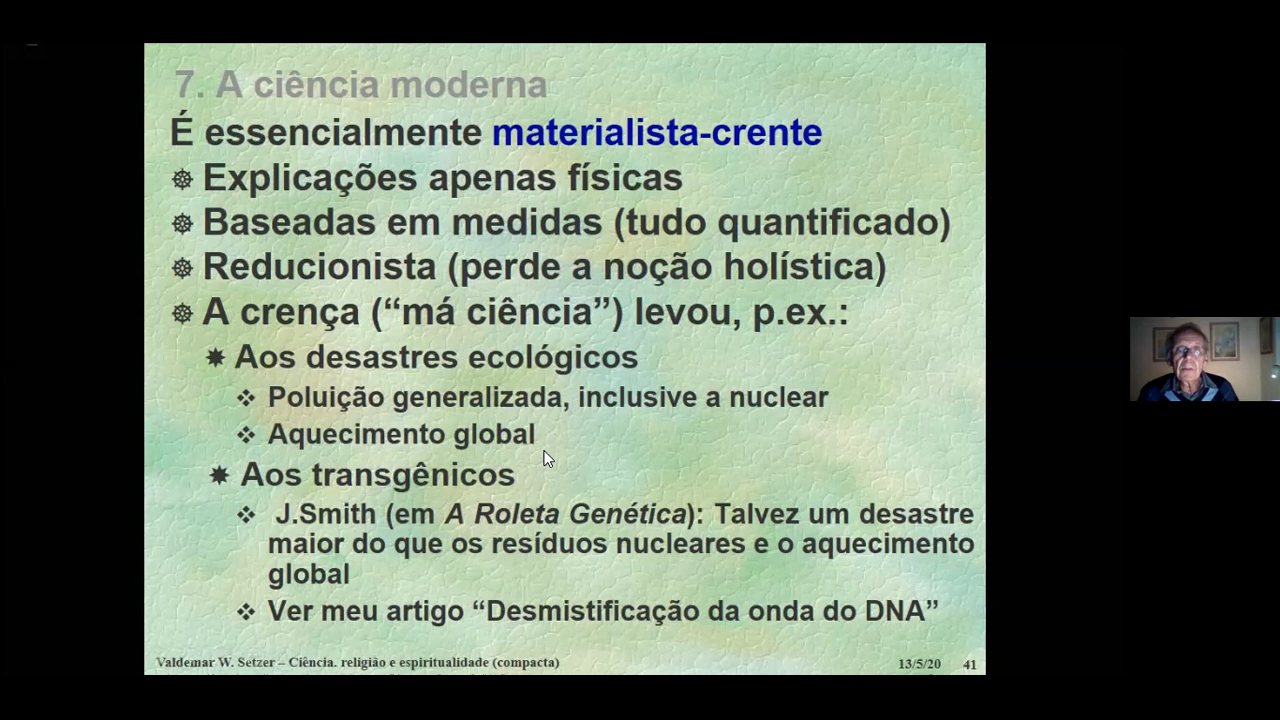 7. A ciência moderna
É essencialmente materialista-crente
Explicações apenas físicas
Baseadas em medidas (tudo quantificado)
Reducionista (perde a noção holística)
A crença (“má ciência”) levou, p.ex.:
Aos desastres ecológicos
Poluição generalizada, inclusive a nuclear
Aquecimento global
Aos transgênicos
J.Smith (em A Roleta Genética): Talvez um desastre
maior do que os resíduos nucleares e o aquecimento
global
Ver meu artigo “Desmistificação da onda do DNA”
Valdemar W. Setzer – Ciência. religião e espiritualidade (compacta)
13/5/20 41